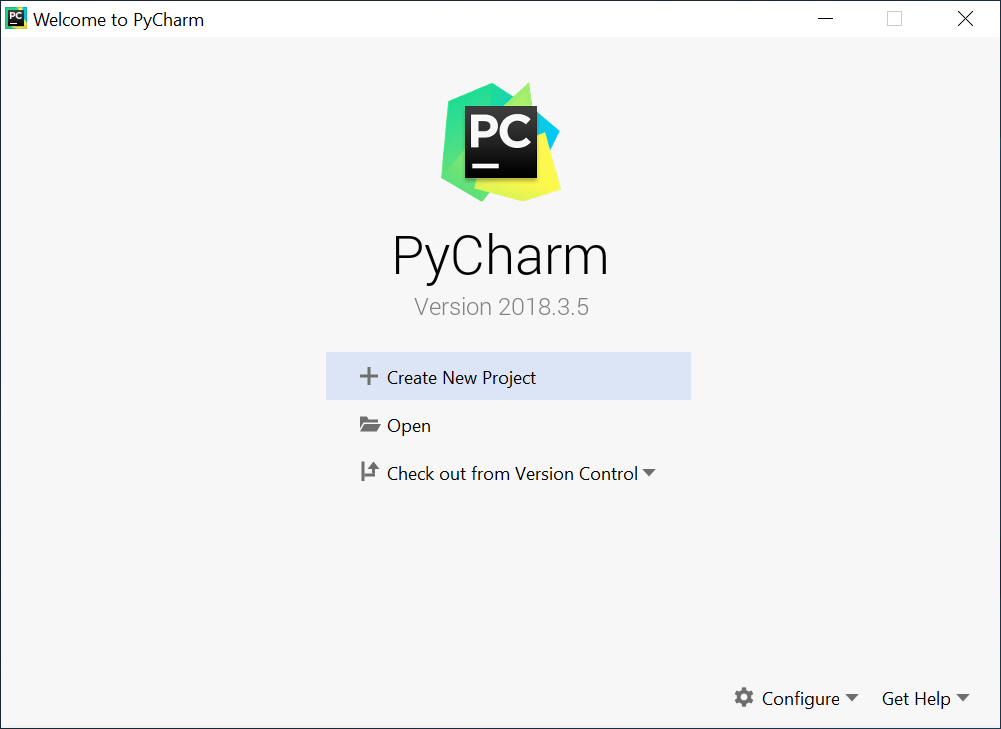 PC Welcome to PyCharm
PC
PyCharm
Version 2018.3.5
Create New Project
Open
Check out from Version Control
Configure Get Help